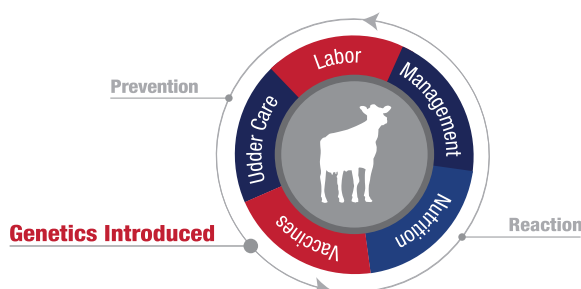 Labor
Management
Prevention
Udder Care
Nutrition
Vaccines
Genetics Introduced
Reaction